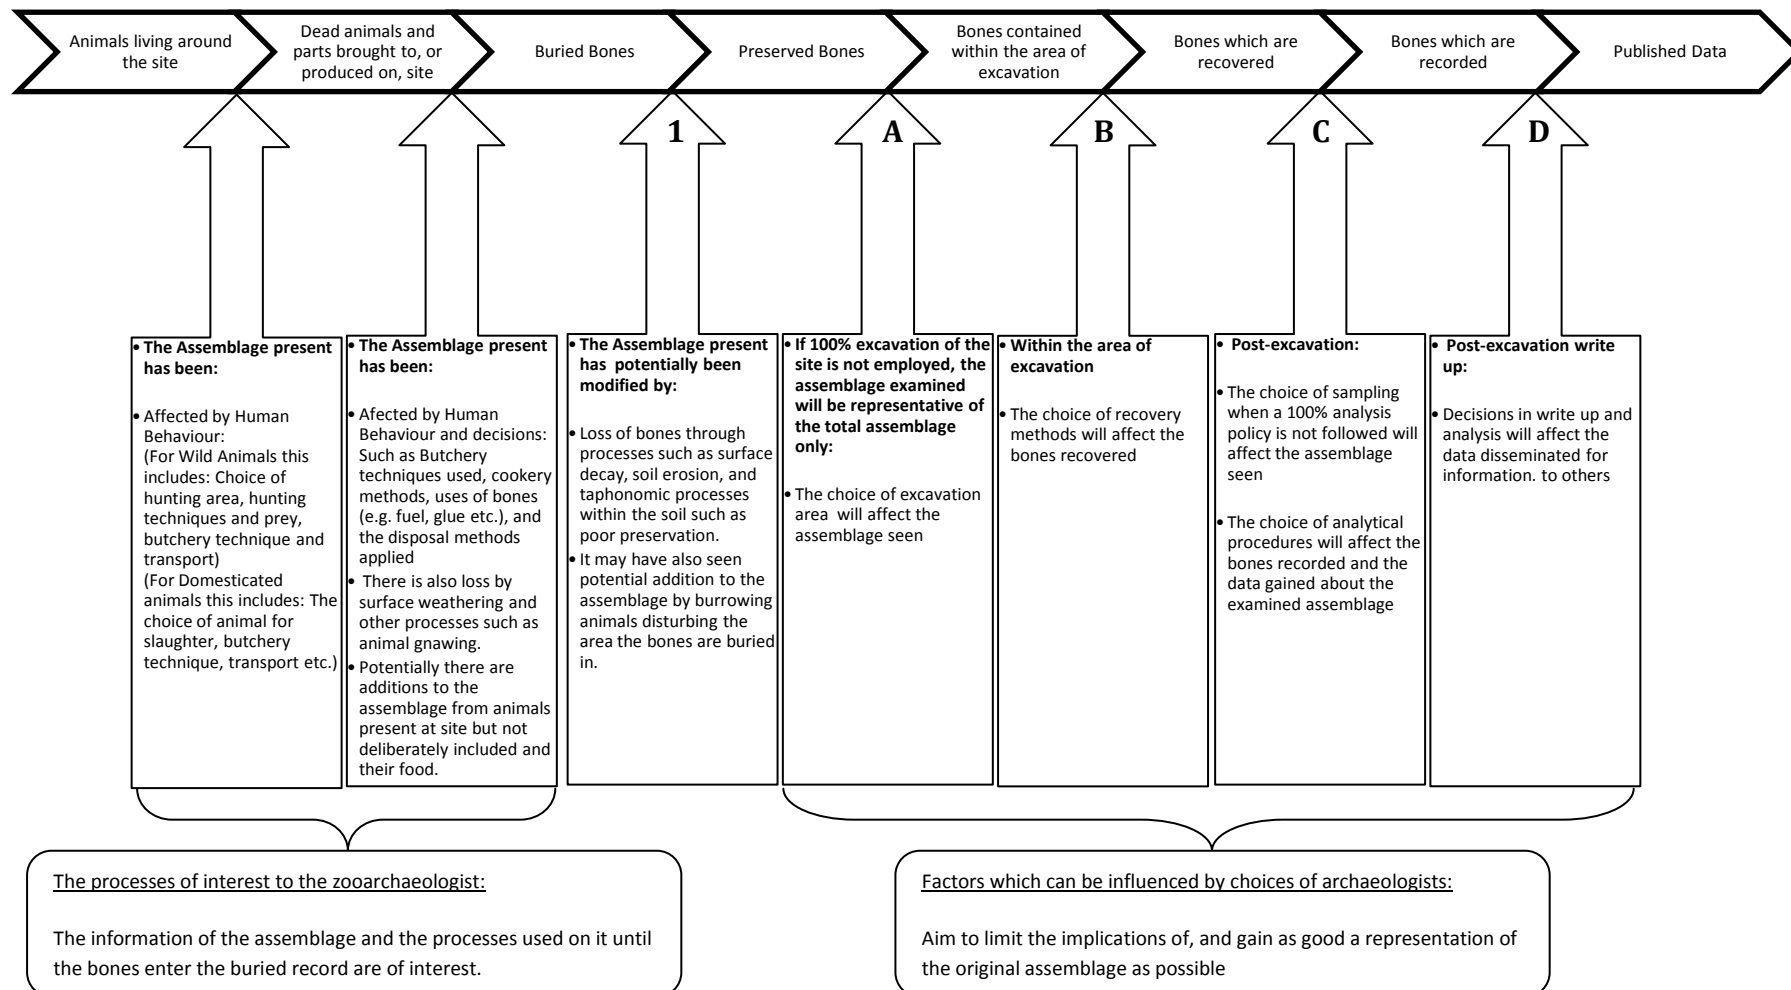 Animals living around
the site
Dead animals and
parts brought to, or
produced on, site
Buried Bones
Preserved Bones
Bones contained
within the area of
excavation
Bones which are
recovered
Bones which are
recorded
Published Data
1
A
B
C
D
• The Assemblage present
has been:
• Affected by Human
Behaviour:
(For Wild Animals this
includes: Choice of
hunting area, hunting
techniques and prey,
butchery technique and
transport)
(For Domesticated
animals this includes: The
choice of animal for
slaughter, butchery
technique, transport etc.)
• The Assemblage present
has been:
• Afected by Human
Behaviour and decisions:
Such as Butchery
techniques used, cookery
methods, uses of bones
(e.g. fuel, glue etc.), and
the disposal methods
applied
• There is also loss by
surface weathering and
other processes such as
animal gnawing.
• Potentially there are
additions to the
assemblage from animals
present at site but not
deliberately included and
their food.
• The Assemblage present
has potentially been
modified by:
• Loss of bones through
processes such as surface
decay, soil erosion, and
taphonomic processes
within the soil such as
poor preservation.
• It may have also seen
potential addition to the
assemblage by burrowing
animals disturbing the
area the bones are buried
in.
• If 100% excavation of the
site is not employed, the
assemblage examined
will be representative of
the total assemblage
only:
• The choice of excavation
area will affect the
assemblage seen
• Within the area of
excavation
• The choice of recovery
methods will affect the
bones recovered
• Post-excavation:
• The choice of sampling
when a 100% analysis
policy is not followed will
affect the assemblage
seen
• The choice of analytical
procedures will affect the
bones recorded and the
data gained about the
examined assemblage
• Post-excavation write
up:
• Decisions in write up and
analysis will affect the
data disseminated for
information. to others
The processes of interest to the zooarchaeologist:
The information of the assemblage and the processes used on it until
the bones enter the buried record are of interest.
Factors which can be influenced by choices of archaeologists:
Aim to limit the implications of, and gain as good a representation of
the original assemblage as possible